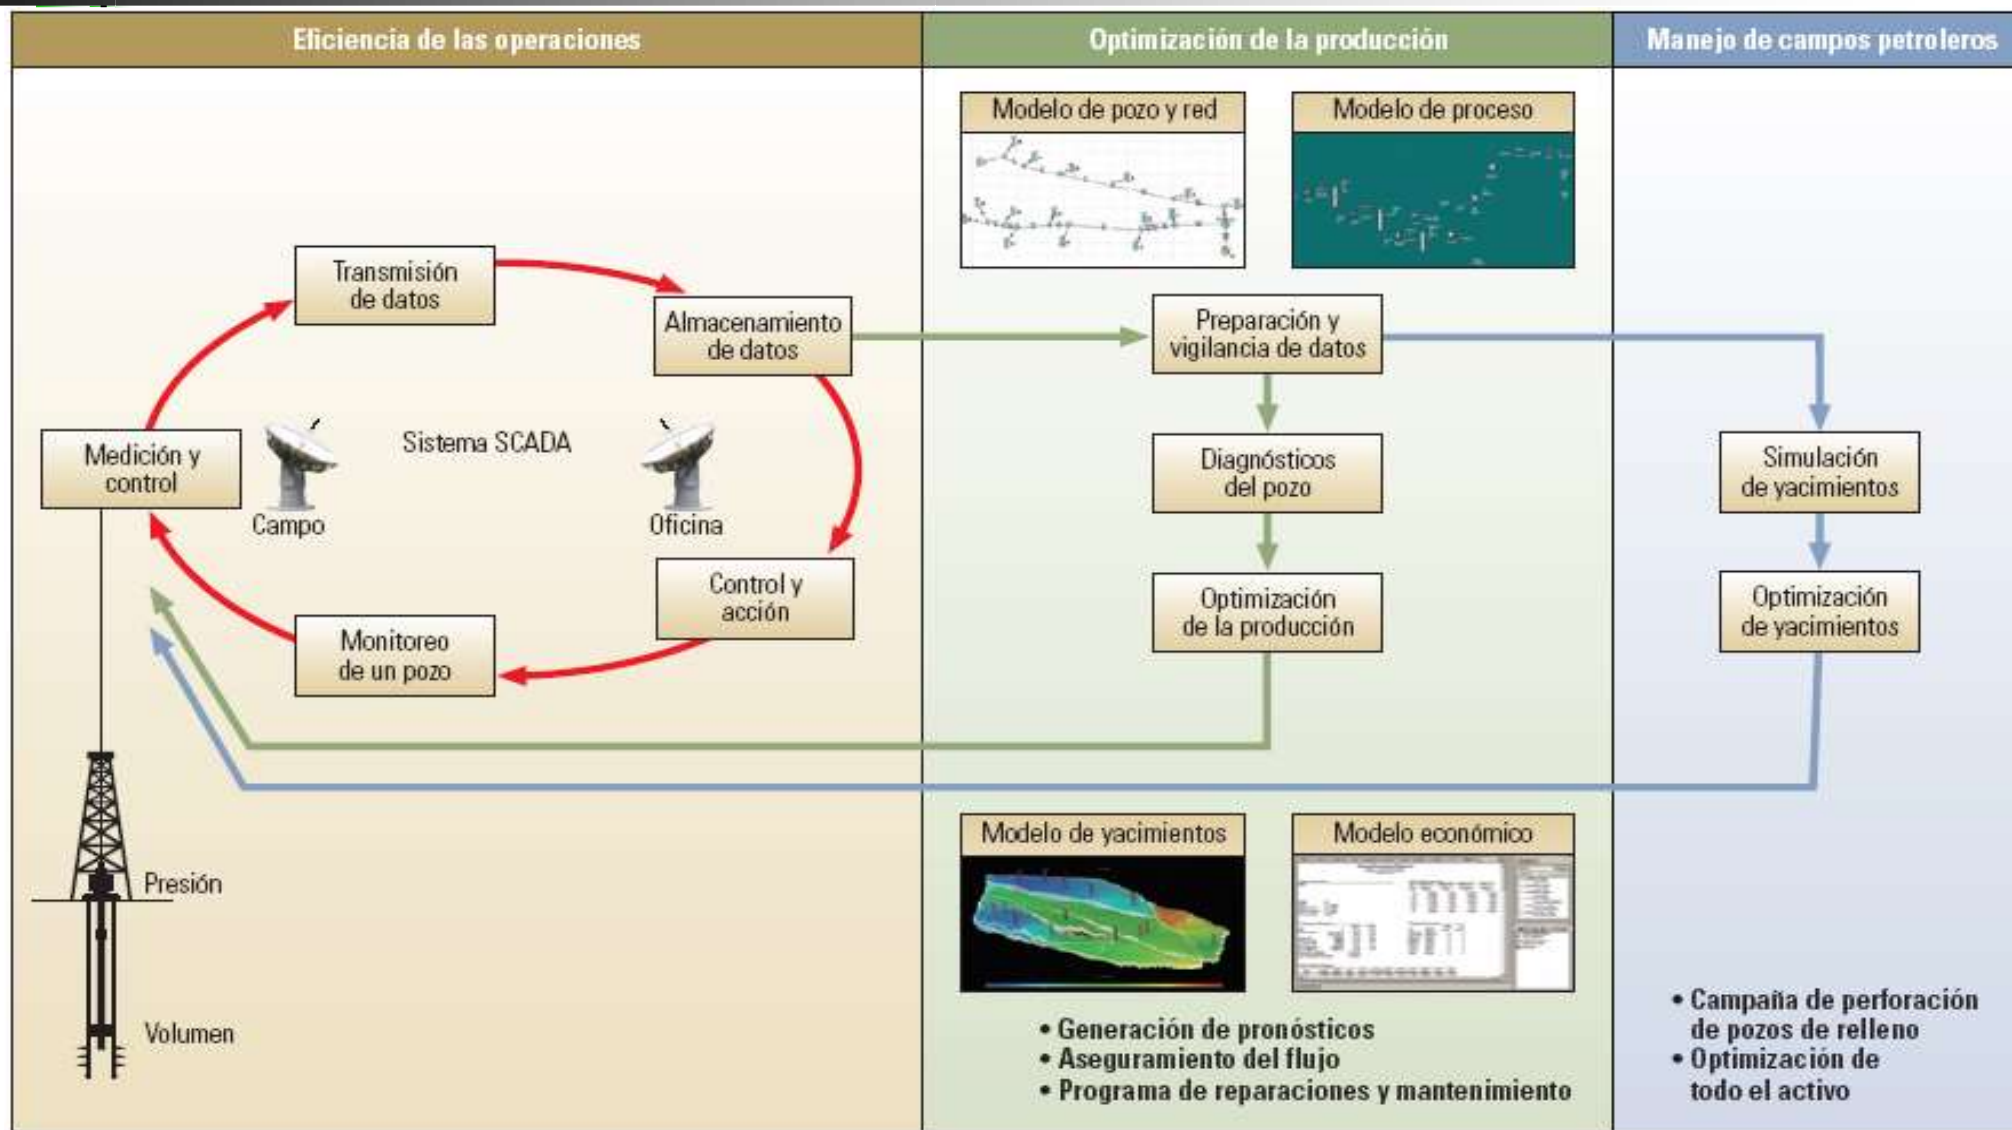 Eficiencia de las operaciones
Optimización de la producción
Manejo de campos petroleros
Modelo de pozo y red
Modelo de proceso
Transmisión
de datos
Almacenamiento
de datos
Preparación y
vigilancia de datos
Medición y
control
Sistema SCADA
Campo
Oficina
Diagnósticos
del pozo
Simulación
de yacimientos
Control y
acción
Monitoreo
de un pozo
Optimización
de la producción
Optimización
de yacimientos
Presión
Volumen
Modelo de yacimientos
Modelo económico
• Generación de pronósticos
• Aseguramiento del flujo
• Programa de reparaciones y mantenimiento
• Campaña de perforación
de pozos de relleno
• Optimización de
todo el activo